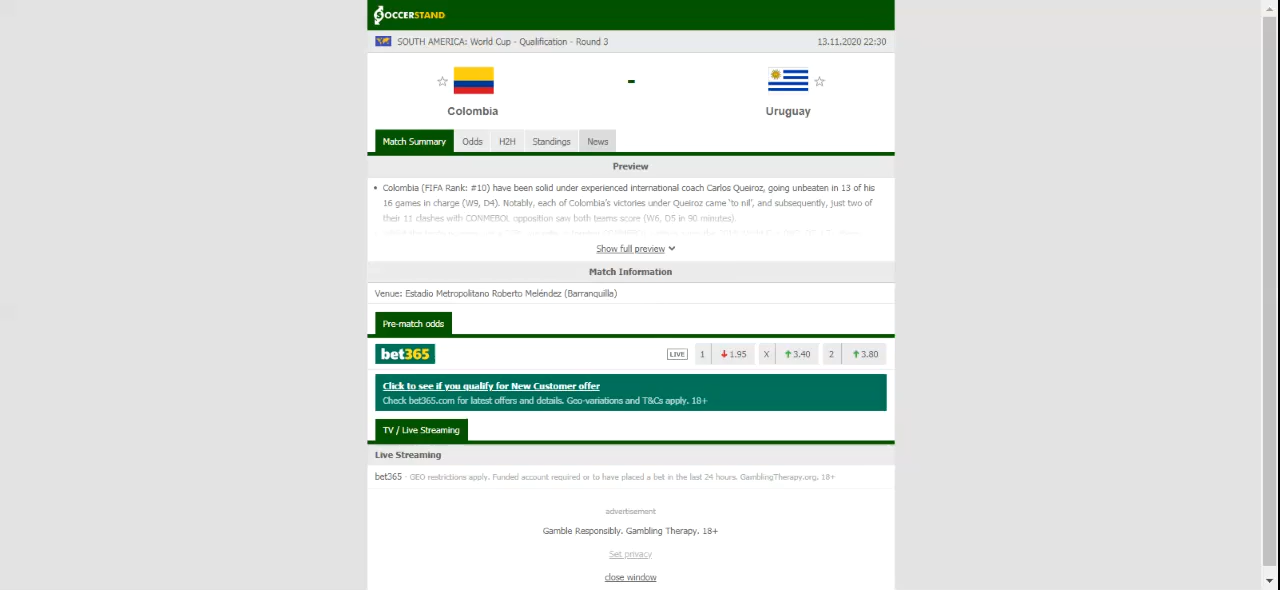 SOCCERSTAND
SOUTH AMERICA: World Cup - Qualification - Round 3 13.11.2020 22:30
-
Colombia Uruguay
Match Summary Odds H2H Standings News
Preview
• Colombia (FIFA Rank: #10) have been solid under experienced international coach Carlos Queiroz, going unbeaten in 13 of his
16 games in charge (W9, D4). Notably, each of Colombia's victories under Queiroz came 'to nil', and subsequently, just two of
their 11 clashes with CONMEBOL opposition saw both teams score (W6, D5 in 90 minutes).
Show full preview
Match Information
Venue: Estadio Metropolitano Roberto Meléndez (Barranquilla)
Pre-match odds
bet365 LIVE 1 1.95 X 3.40 2 3.80
Click to see if you qualify for New Customer offer
Check bet365.com for latest offers and details. Geo-variations and T&Cs apply. 18+
TV / Live Streaming
Live Streaming
bet365 - GEO restrictions apply. Funded account required or to have placed a bet in the last 24 hours. GamblingTherapy.org. 18+
advertisement
Gamble Responsibly. Gambling Therapy. 18+
Set privacy
close window